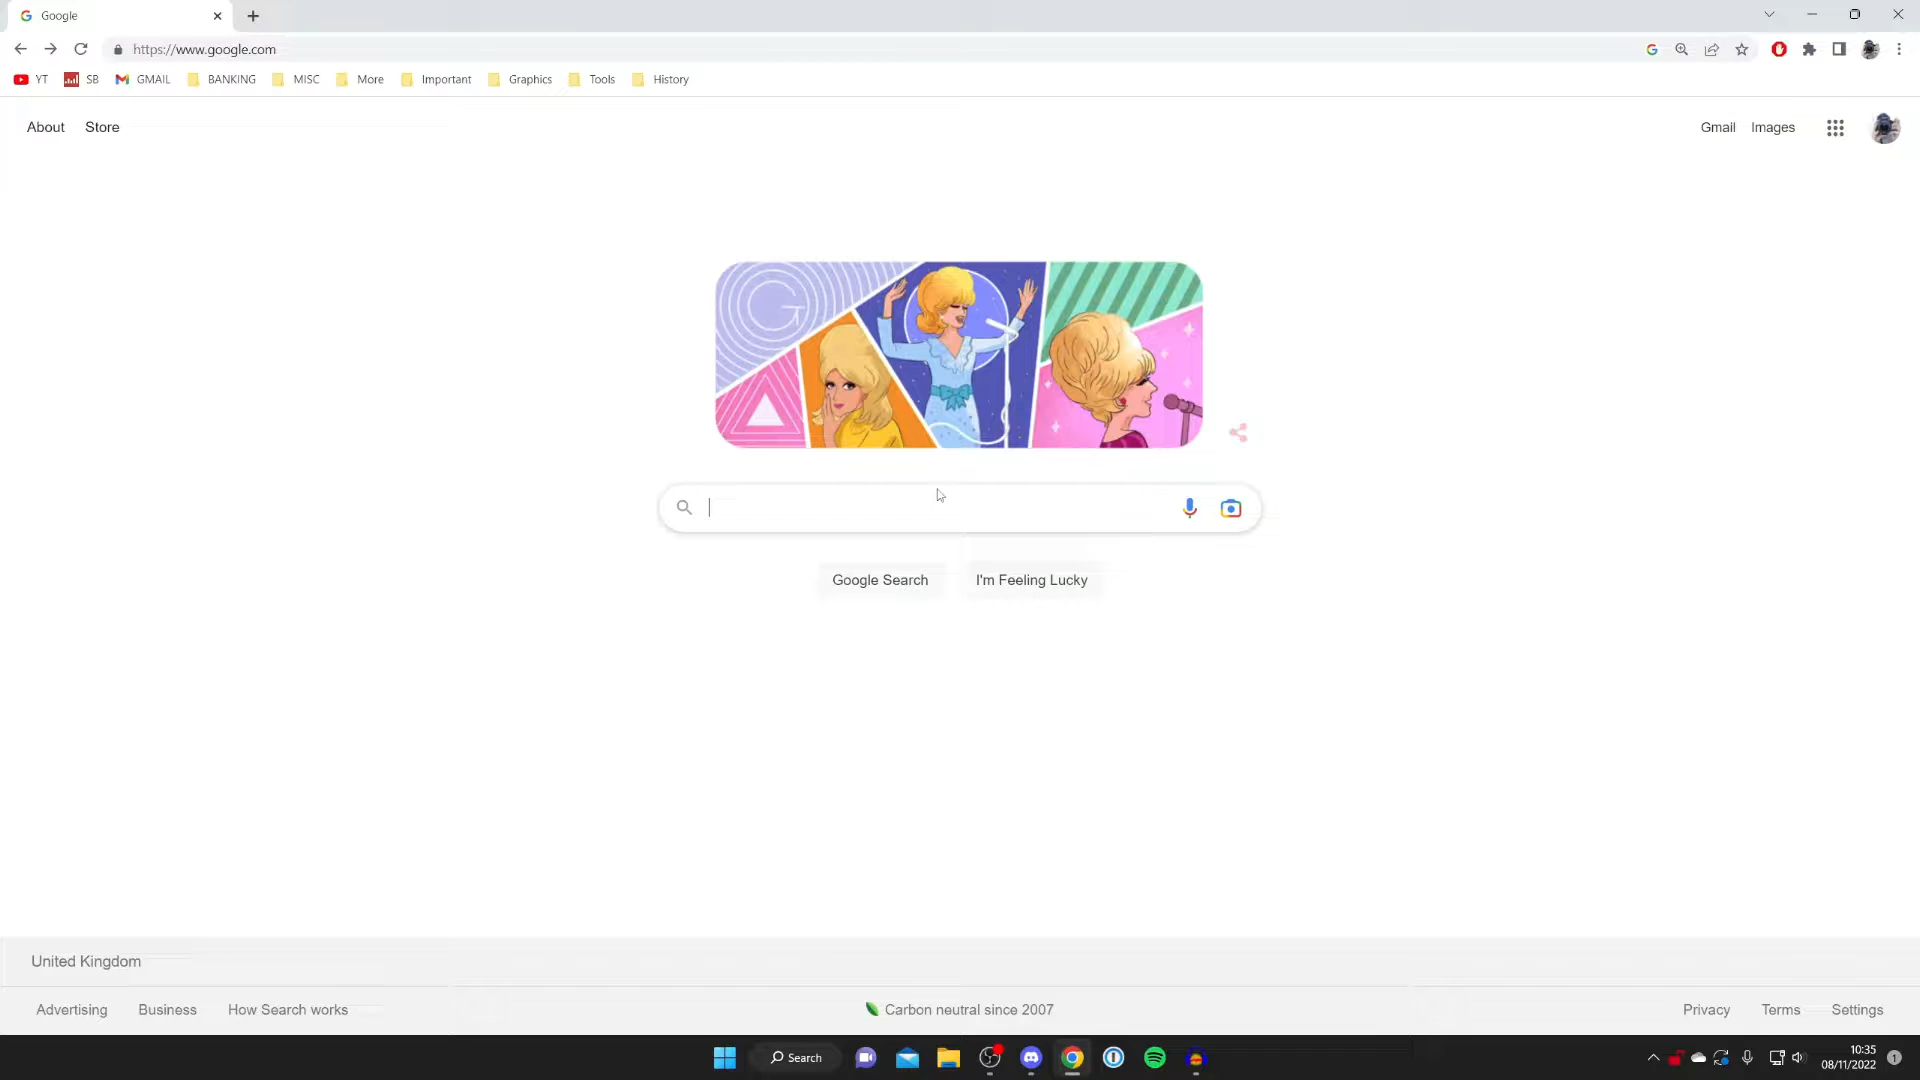 Google
https://www.google.com
YT SB GMAIL BANKING MISC More Important Graphics Tools History
About Store Gmail Images
Google Search I'm Feeling Lucky
United Kingdom
Advertising Business How Search works Carbon neutral since 2007 Privacy Terms Settings
Search 10:35
08/11/2022 1